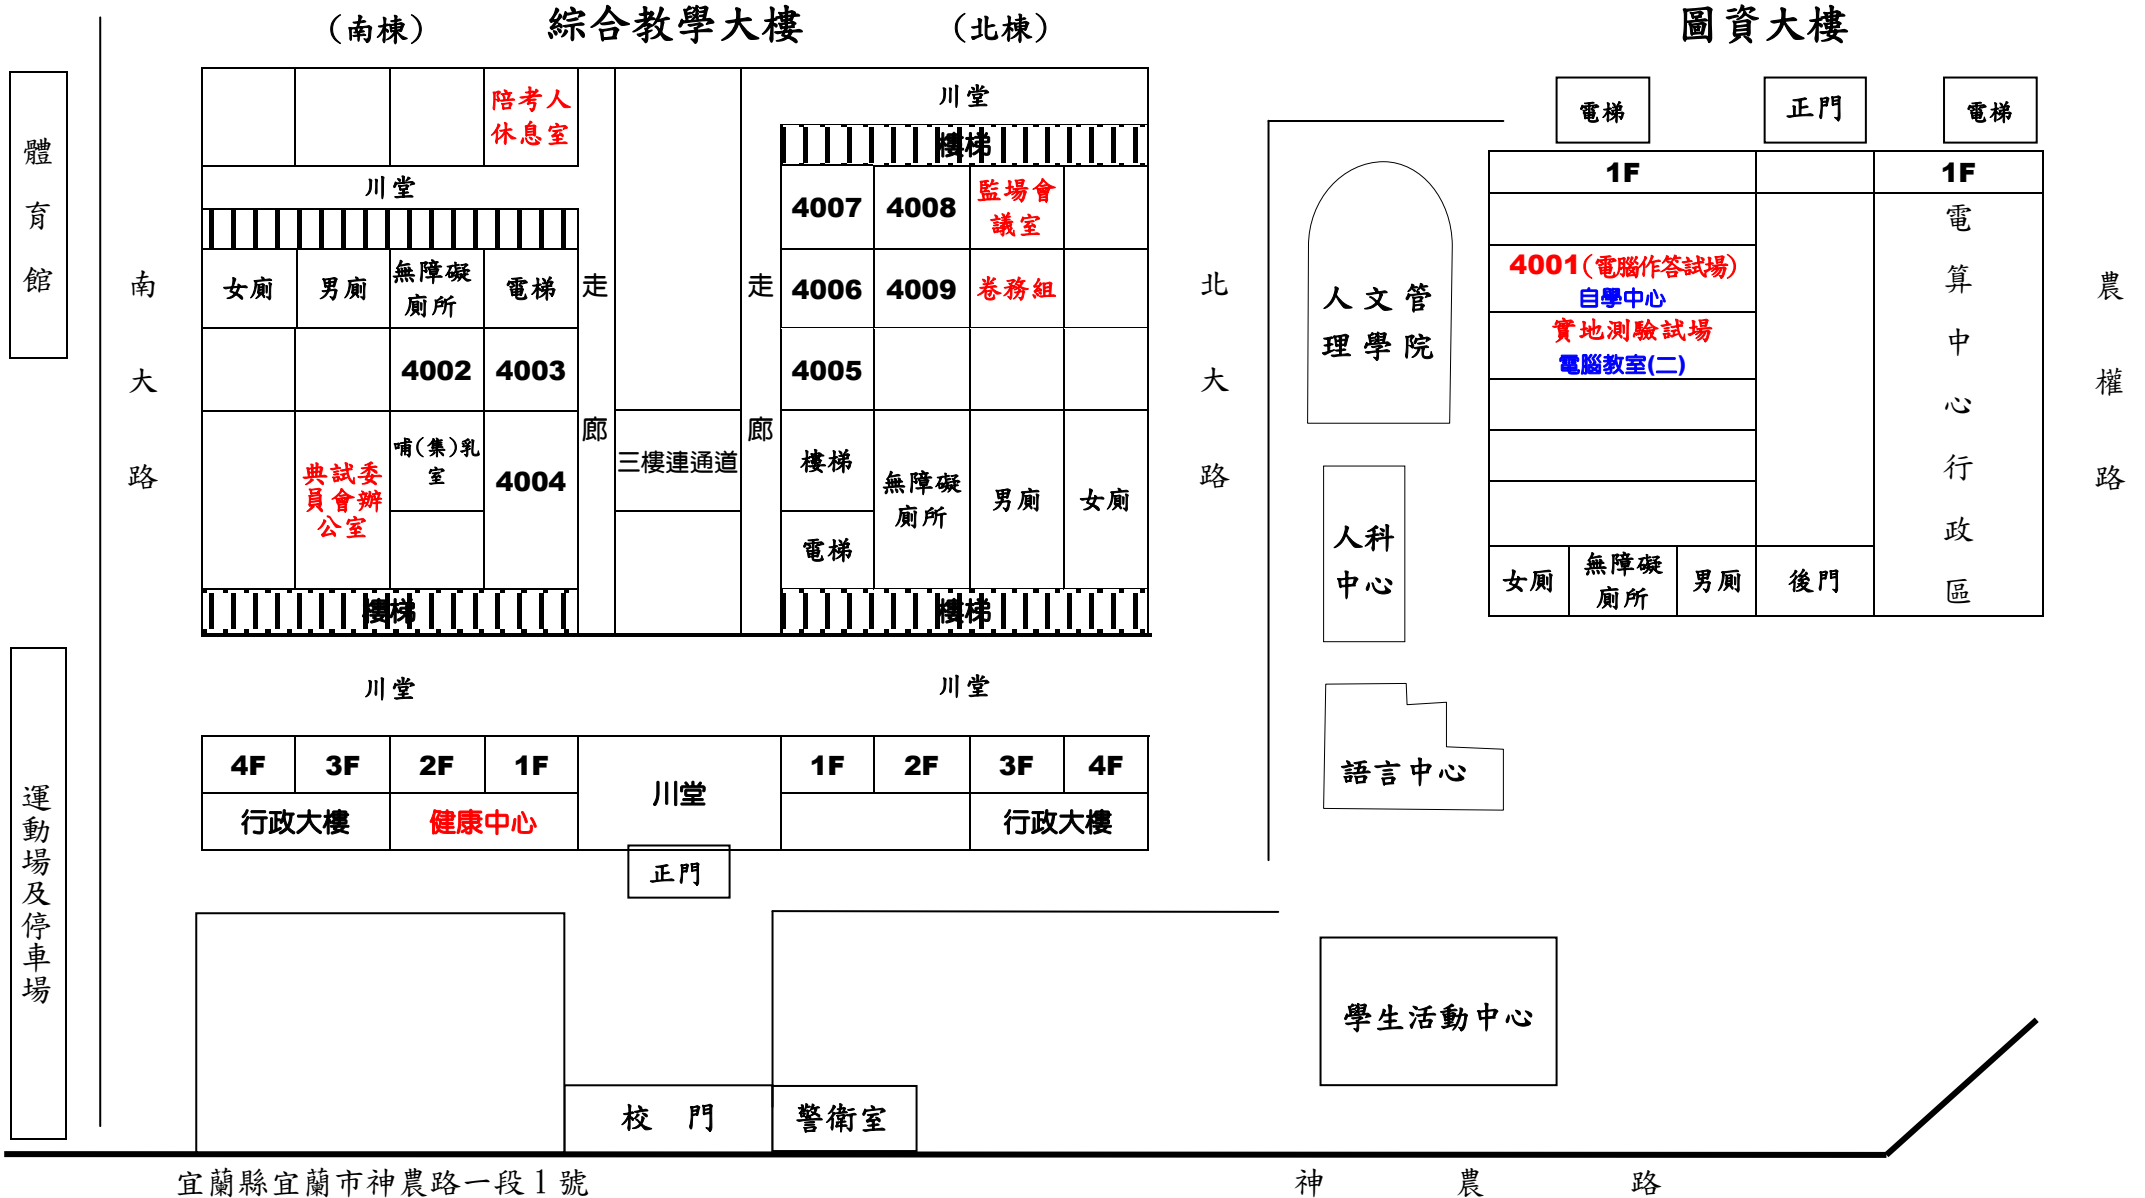 (南棟)
綜合教學大樓
(北棟)
圖資大樓
體育館
南大路
陪考人
休息室
川堂
女廁
男廁
無障礙
廁所
電梯
4002
4003
典試委
員會辦
公室
哺(集)乳
室
4004
樓梯
走廊
三樓連通道
走廊
川堂
樓梯
4007
4008
監場會
議室
4006
4009
卷務組
4005
樓梯
電梯
無障礙
廁所
男廁
女廁
樓梯
北大路
人文管
理學院
人科
中心
語言中心
電梯
正門
電梯
1F
1F
4001(電腦作答試場)
自學中心
實地測驗試場
電腦教室(二)
女厠
無障礙
廁所
男厠
後門
電算中心行政區
農權路
川堂
川堂
運動場及停車場
4F
3F
2F
1F
川堂
1F
2F
3F
4F
行政大樓
健康中心
行政大樓
正門
學生活動中心
校 門
警衛室
宜蘭縣宜蘭市神農路一段1號
神 農 路